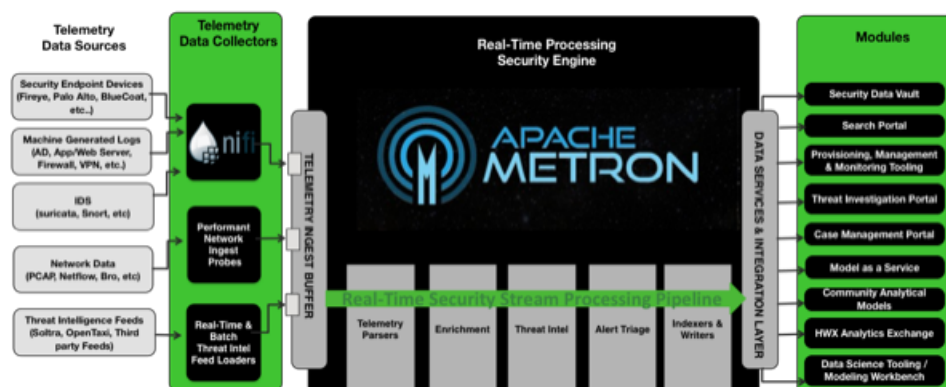 Telemetry
Data Sources
Security Endpoint Devices
(Fireye, Palo Alto, BlueCoat,
etc..)
Machine Generated Logs
(AD, App/Web Server,
Firewall, VPN, etc.)
IDS
(suricata, Snort, etc)
Network Data
(PCAP, Netflow, Bro, etc)
Threat Intelligence Feeds
(Soltra, OpenTaxi, Third
party Feeds)
Telemetry
Data Collectors
nifi
Performant
Network
Ingest
Probes
Real-Time &
Batch
Threat Intel
Feed Loaders
TELEMETRY INGEST BUFFER
Real-Time Processing
Security Engine
APACHE
METRON
Real-Time Security Stream Processing Pipeline
Telemetry
Parsers
Enrichment
Threat Intel
Alert Triage
Indexers &
Writers
DATA SERVICES & INTEGRATION LAYER
Modules
Security Data Vault
Search Portal
Provisioning, Management
& Monitoring Tooling
Threat Investigation Portal
Case Management Portal
Model as a Service
Community Analytical
Models
HWX Analytics Exchange
Data Science Tooling /
Modeling Workbench